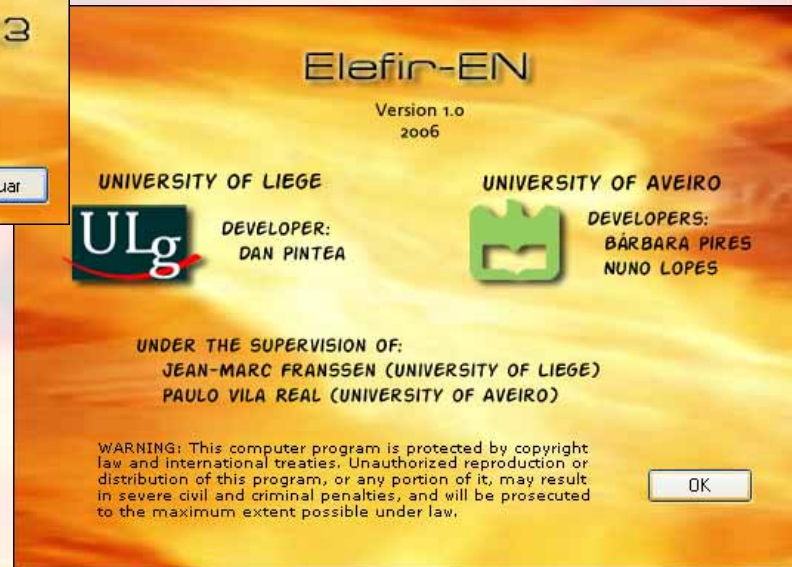 3
uar
Elefir-EN
Version 1.0
2006
UNIVERSITY OF LIEGE
ULg
DEVELOPER:
DAN PINTEA
UNIVERSITY OF AVEIRO
DEVELOPERS:
BÁRBARA PIRES
NUNO LOPES
UNDER THE SUPERVISION OF:
JEAN-MARC FRANSSEN (UNIVERSITY OF LIEGE)
PAULO VILA REAL (UNIVERSITY OF AVEIRO)
WARNING: This computer program is protected by copyright
law and international treaties. Unauthorized reproduction or
distribution of this program, or any portion of it, may result
in severe civil and criminal penalties, and will be prosecuted
to the maximum extent possible under law.
OK